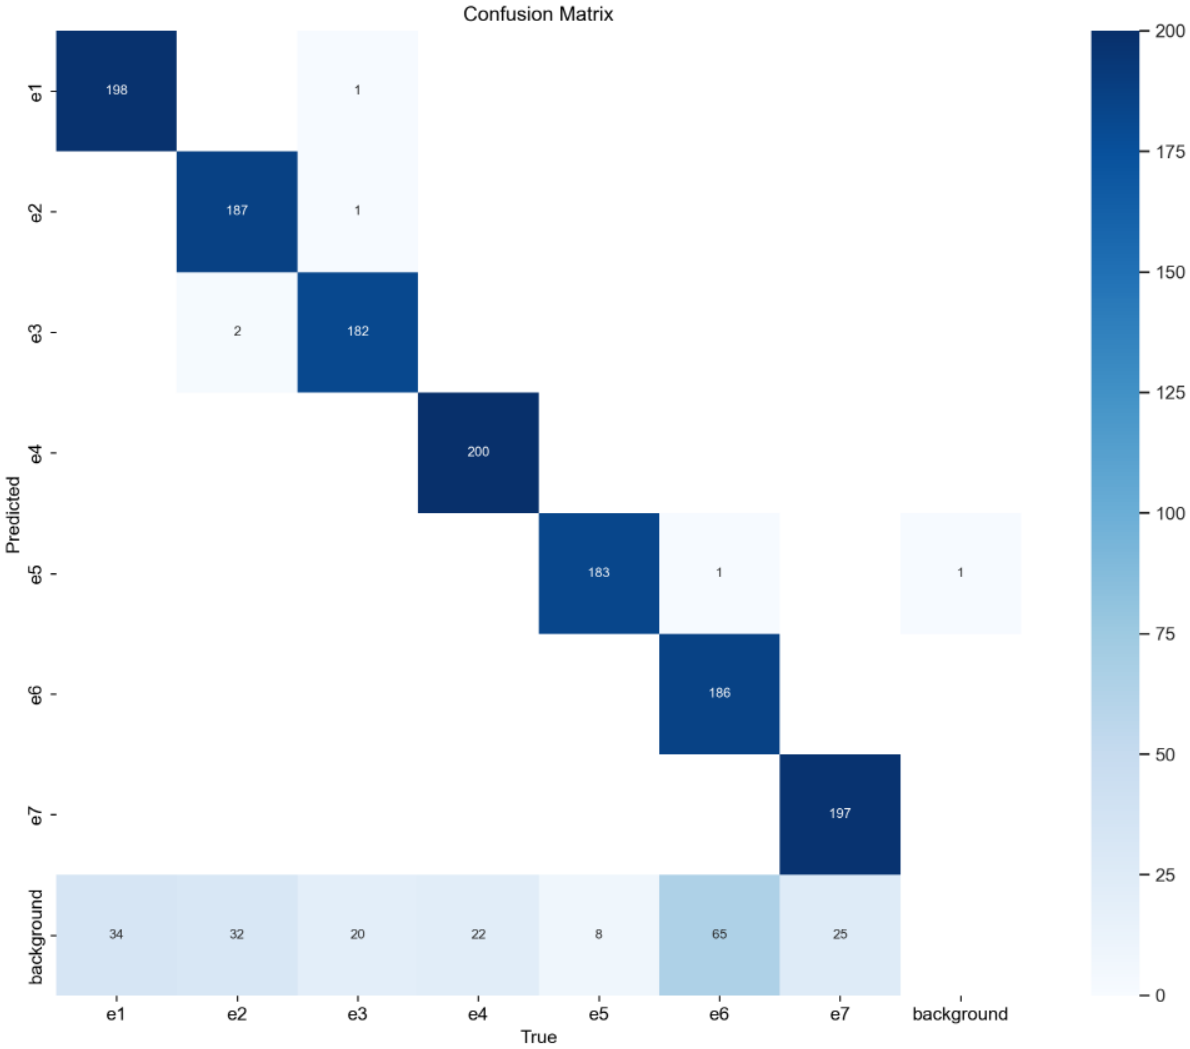 Confusion Matrix
e1
198
1
e2
187
1
e3
2
182
e4
200
e5
183
1
1
e6
186
e7
197
background
34
32
20
22
8
65
25
e1
e2
e3
e4
e5
e6
e7
background
Predicted
True
200
175
150
125
100
75
50
25
0